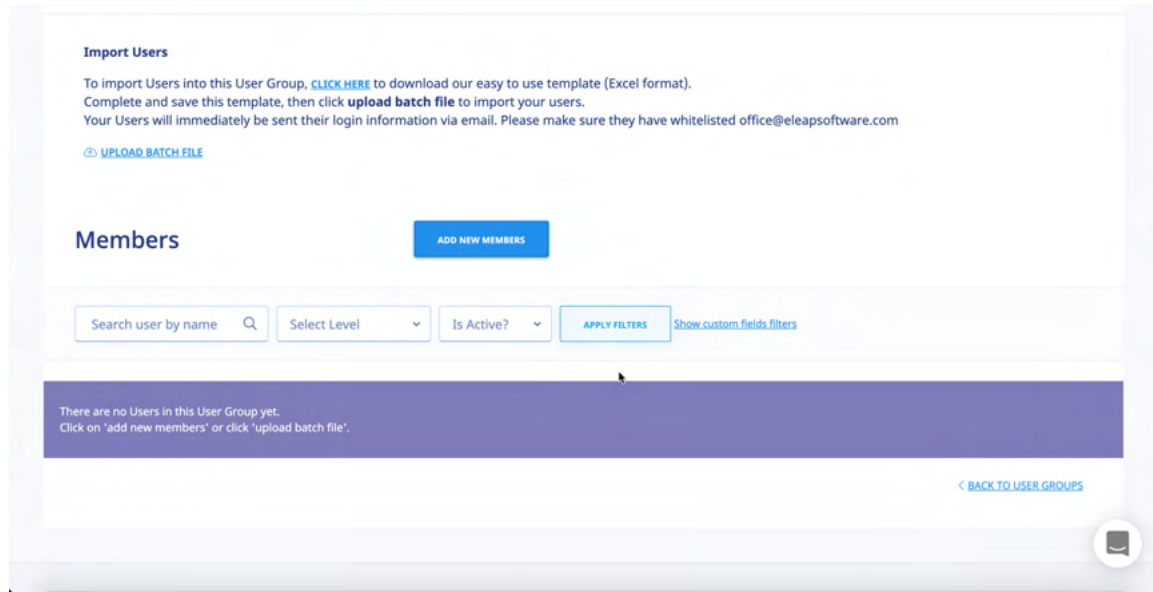 Import Users
To import Users into this User Group, CLICK HERE to download our easy to use template (Excel format).
Complete and save this template, then click upload batch file to import your users.
Your Users will immediately be sent their login information via email. Please make sure they have whitelisted office@eleapsoftware.com
UPLOAD BATCH FILE
Members
ADD NEW MEMBERS
Search user by name
Select Level
Is Active?
APPLY FILTERS
Show custom fields filters
There are no Users in this User Group yet.
Click on 'add new members' or click 'upload batch file'.
< BACK TO USER GROUPS